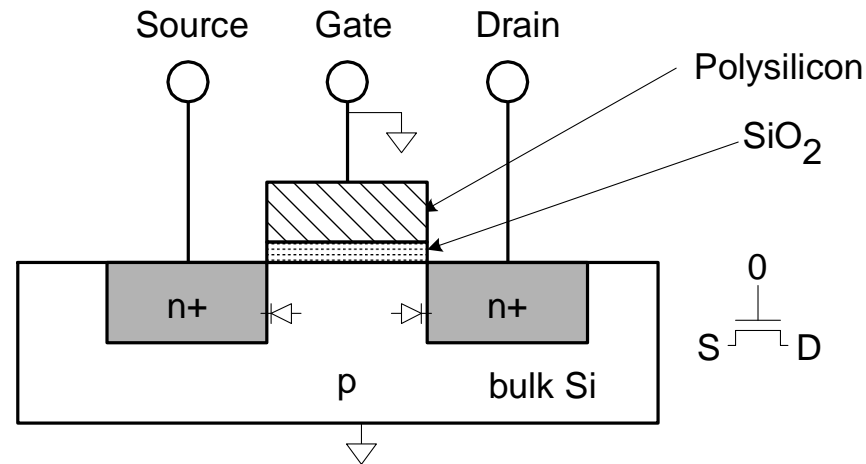 Source Gate Drain
Polysilicon
SiO2
n+ n+
0
S D
p bulk Si